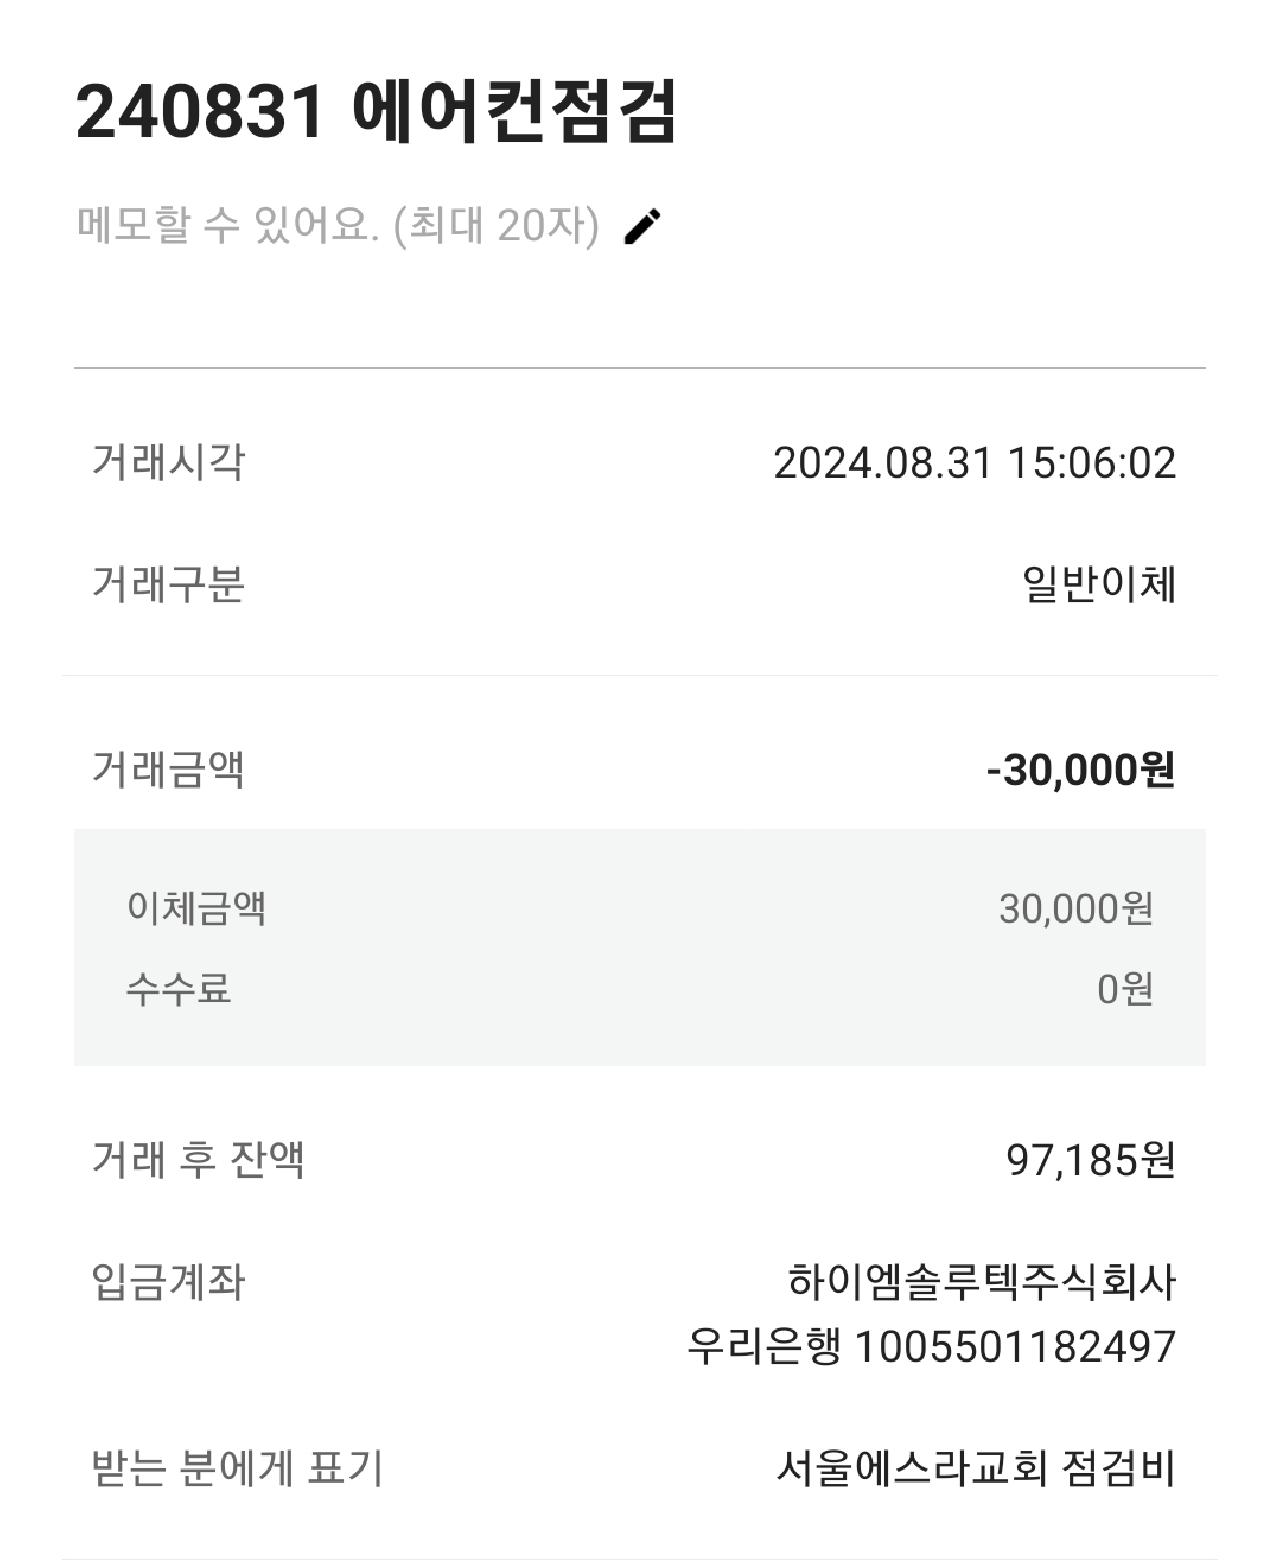 240831 에어컨점검
메모할 수 있어요. (최대 20자)
거래시각 2024.08.31 15:06:02
거래구분 일반이체
거래금액 -30,000원
이체금액 30,000원
수수료 0원
거래 후 잔액 97,185원
입금계좌 하이엠솔루텍주식회사
우리은행 1005501182497
받는 분에게 표기 서울에스라교회 점검비